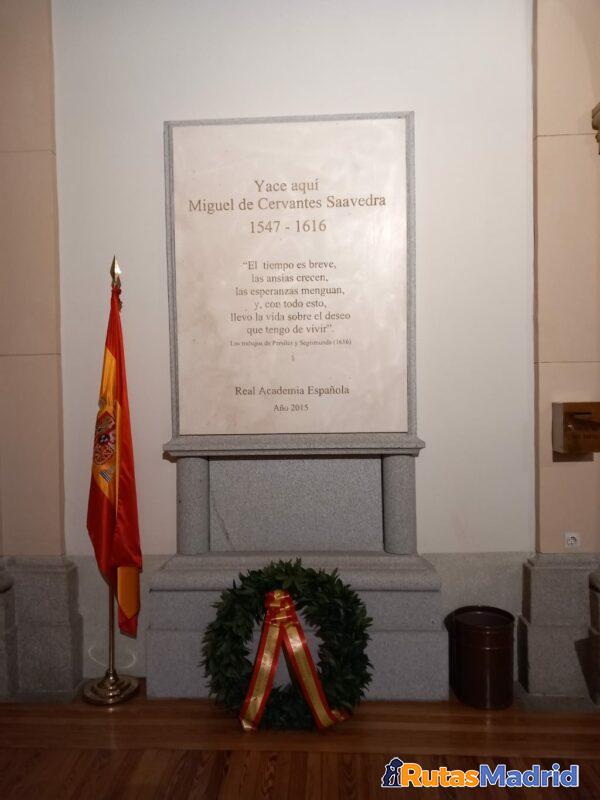 Yace aquí
Miguel de Cervantes Saavedra
1547 - 1616
“El tiempo es breve,
las ansias crecen,
las esperanzas menguan,
y, con todo esto,
llevo la vida sobre el deseo
que tengo de vivir”.
Los trabajos de Persiles y Segismunda (1616)
Real Academia Española
Año 2015
RutasMadrid